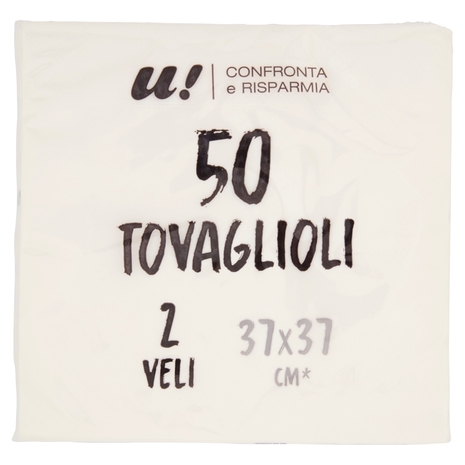 u! CONFRONTA
e RISPARMIA
50
TOVAGLIOLI
2 37x37
VELI CM*